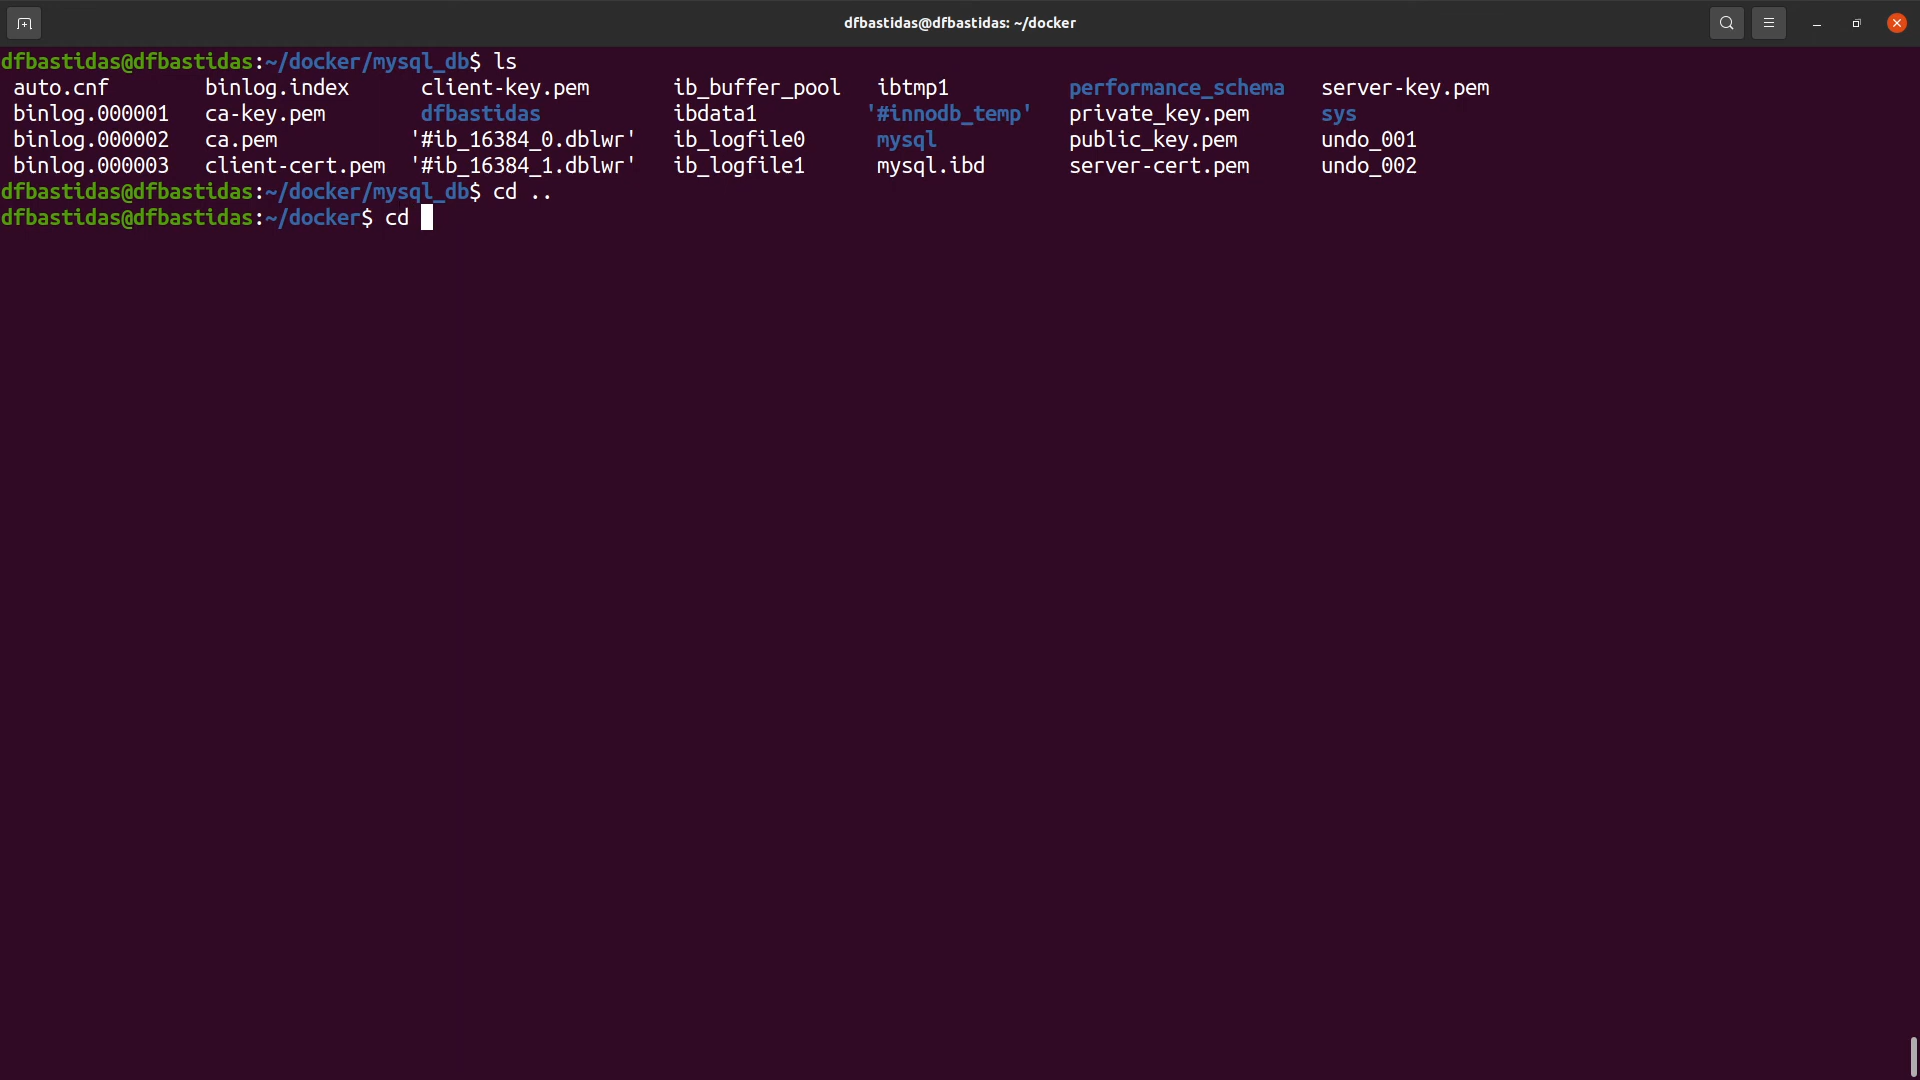 dfbastidas@dfbastidas: ~/docker
dfbastidas@dfbastidas:~/docker/mysql_db$ ls
auto.cnf binlog.index client-key.pem ib_buffer_pool ibtmp1 performance_schema server-key.pem
binlog.000001 ca-key.pem dfbastidas ibdata1 '#innodb_temp' private_key.pem sys
binlog.000002 ca.pem '#ib_16384_0.dblwr' ib_logfile0 mysql public_key.pem undo_001
binlog.000003 client-cert.pem '#ib_16384_1.dblwr' ib_logfile1 mysql.ibd server-cert.pem undo_002
dfbastidas@dfbastidas:~/docker/mysql_db$ cd ..
dfbastidas@dfbastidas:~/docker$ cd